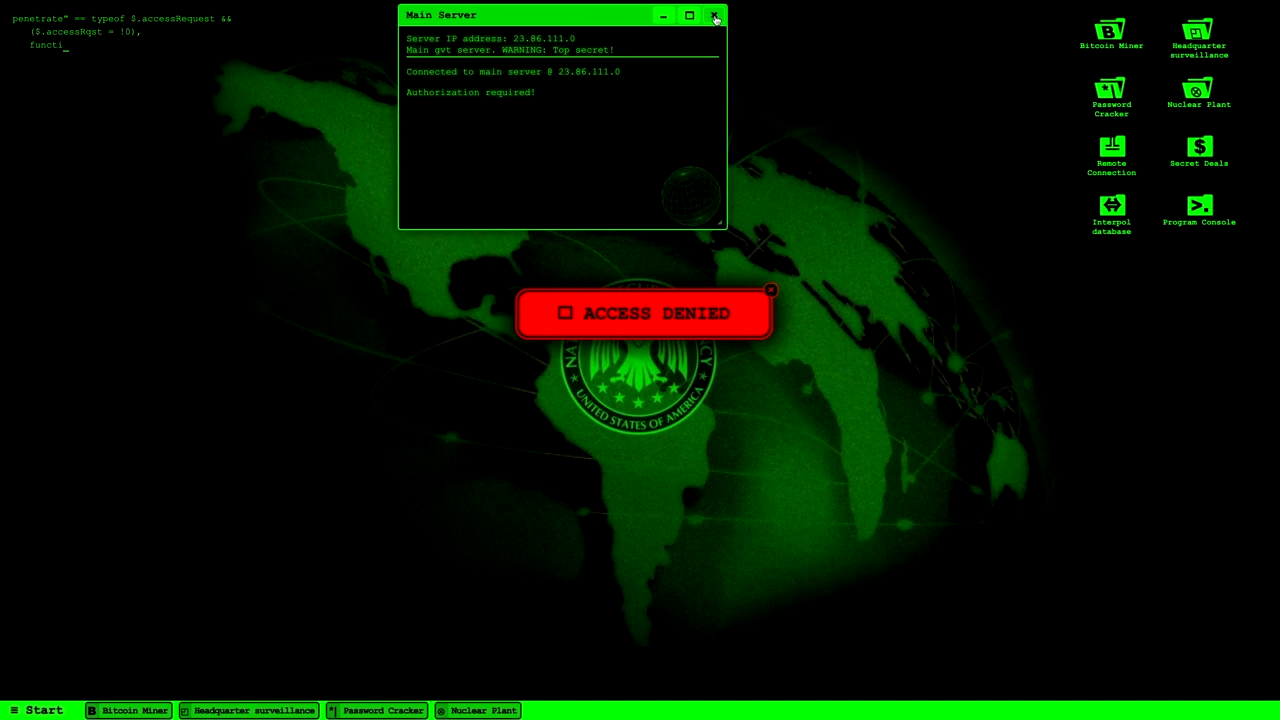 penetrate" == typeof $.accessRequest &&
($.accessRqst = !0),
functi_
Main Server
Server IP address: 23.86.111.0
Main gvt server. WARNING: Top secret!
Connected to main server @ 23.86.111.0
Authorization required!
Bitcoin Miner
Headquarter
surveillance
Password
Cracker
Nuclear Plant
Remote
Connection
Secret Deals
Interpol
database
Program Console
ACCESS DENIED
UNITED STATES OF AMERICA
Start
Bitcoin Miner
Headquarter surveillance
Password Cracker
Nuclear Plant